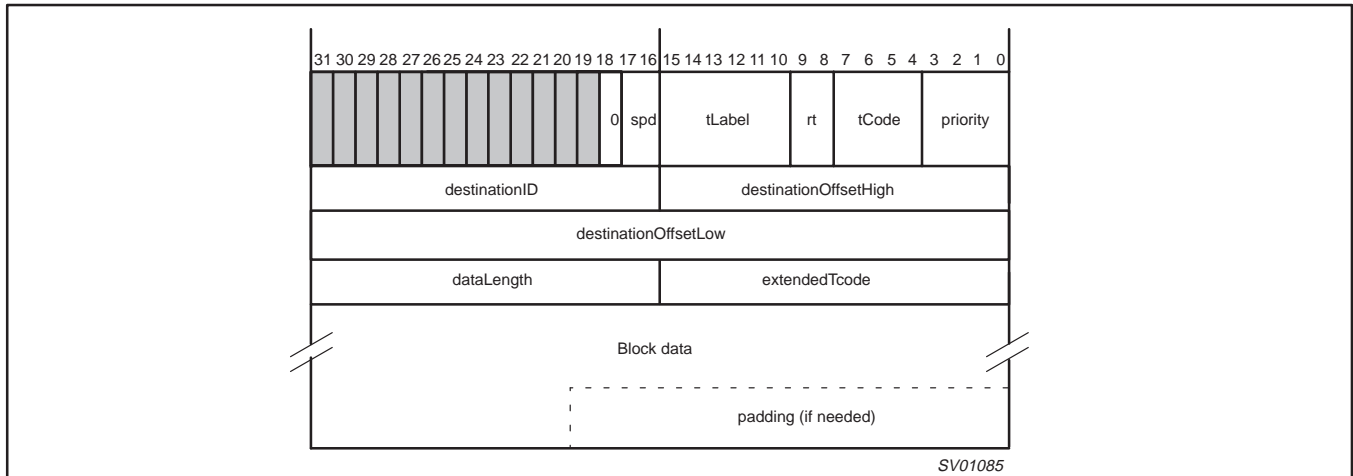 31 30 29 28 27 26 25 24 23 22 21 20 19 18 17 16 15 14 13 12 11 10 9 8 7 6 5 4 3 2 1 0
0 spd tLabel rt tCode priority
destinationID destinationOffsetHigh
destinationOffsetLow
dataLength extendedTcode
Block data
padding (if needed)
SV01085